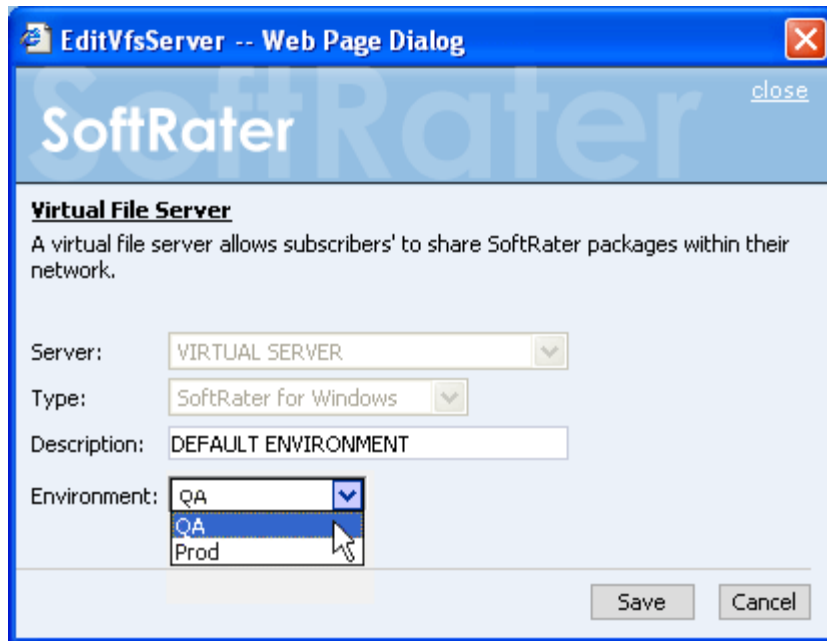 EditVfsServer -- Web Page Dialog
SoftRater
close
SoftRater
Virtual File Server
A virtual file server allows subscribers' to share SoftRater packages within their
network.
Server: VIRTUAL SERVER
Type: SoftRater for Windows
Description: DEFAULT ENVIRONMENT
Environment: QA
QA
Prod
Save Cancel